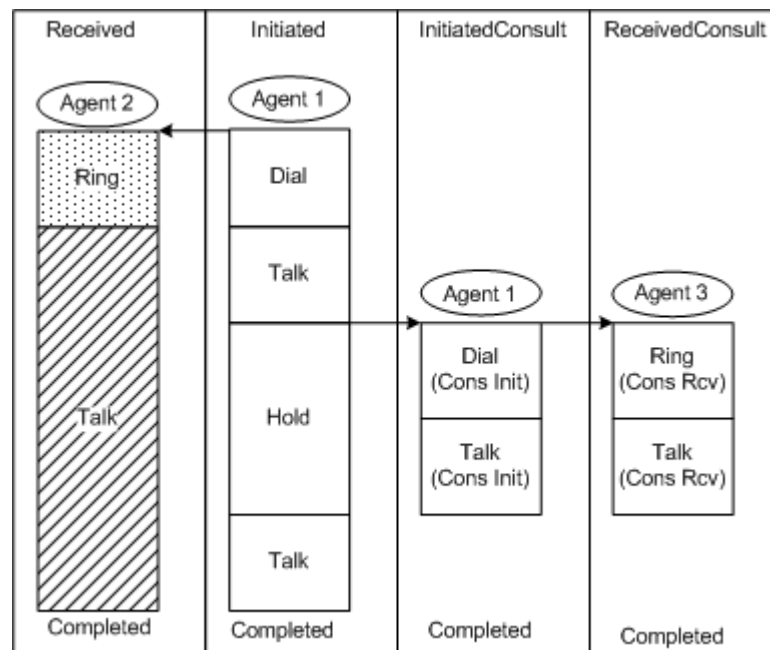 Received
Initiated
InitiatedConsult
ReceivedConsult
Agent 2
Agent 1
Ring
Dial
Talk
Agent 1
Agent 3
Dial
(Cons Init)
Ring
(Cons Rcv)
Talk
Hold
Talk
(Cons Init)
Talk
(Cons Rcv)
Talk
Completed
Completed
Completed
Completed